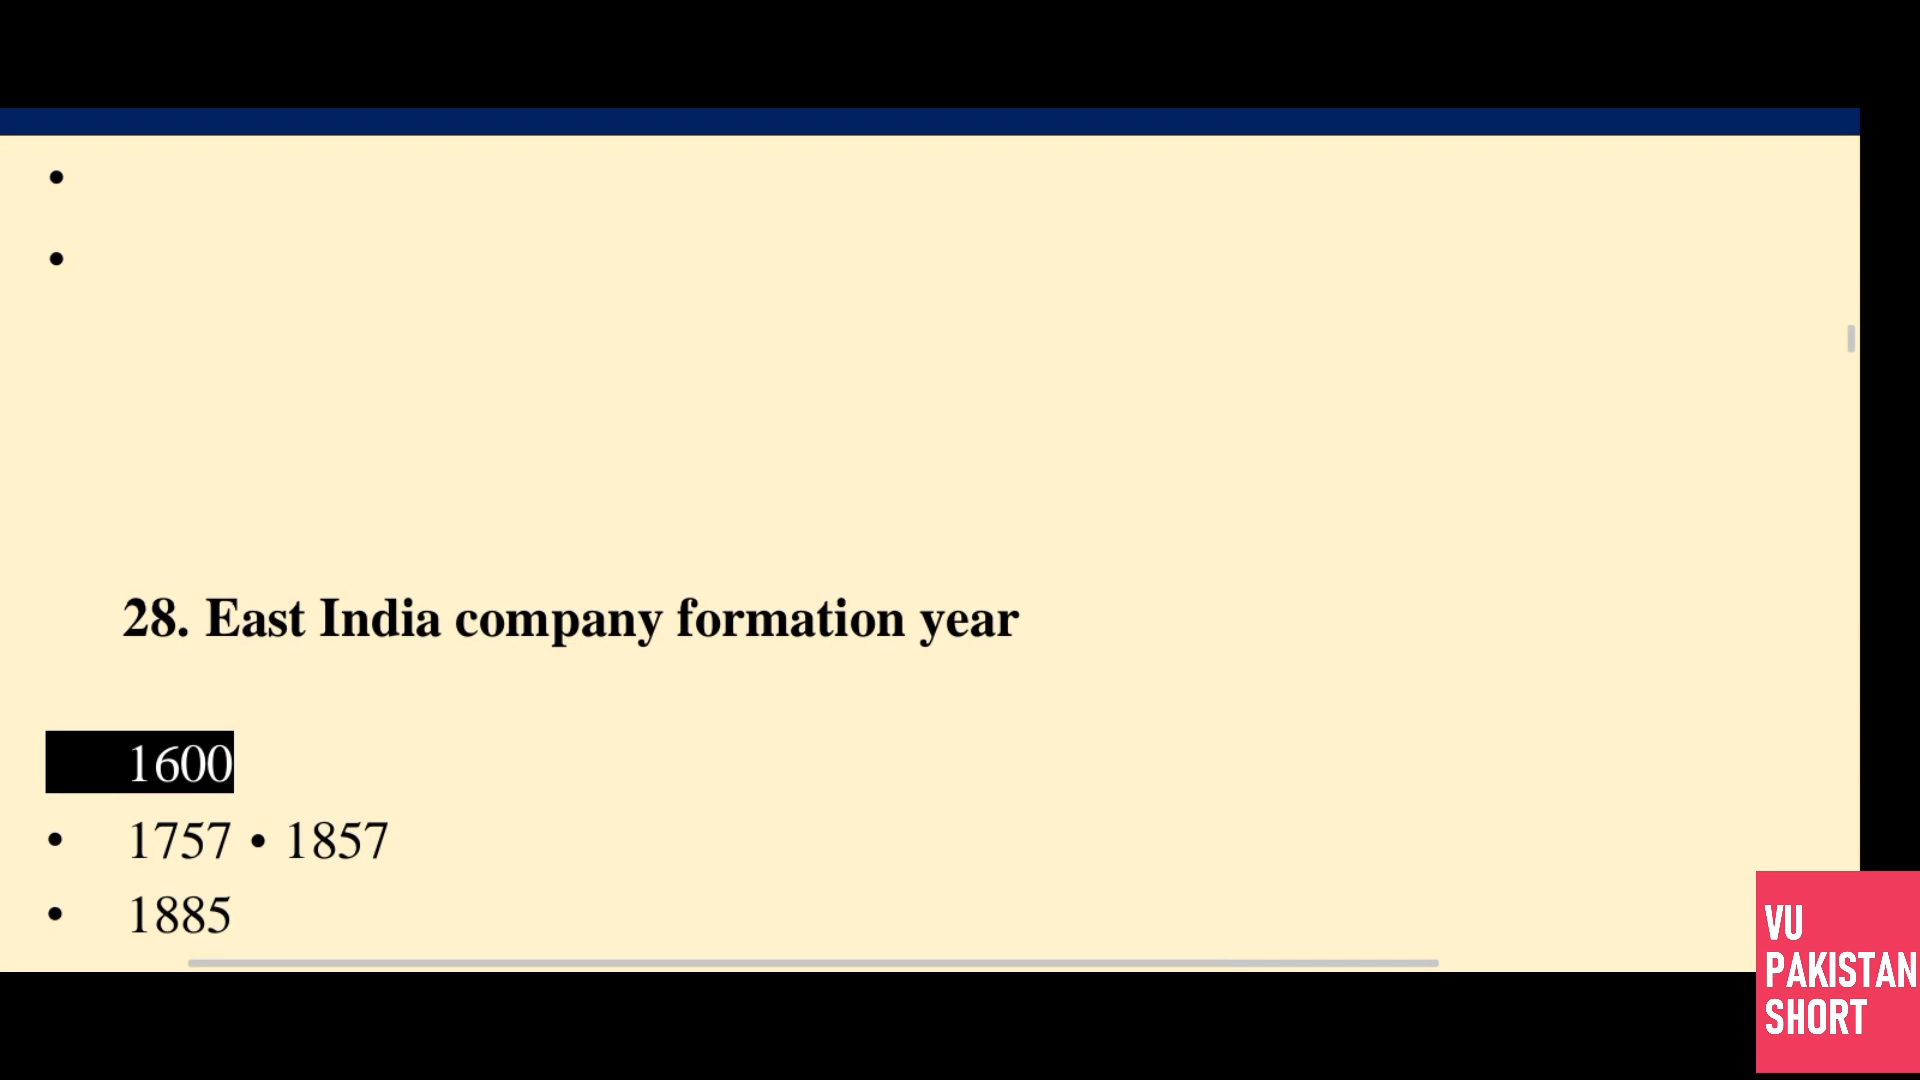 •
•
28. East India company formation year
1600
• 1757 • 1857
• 1885
VU
PAKISTAN
SHORT